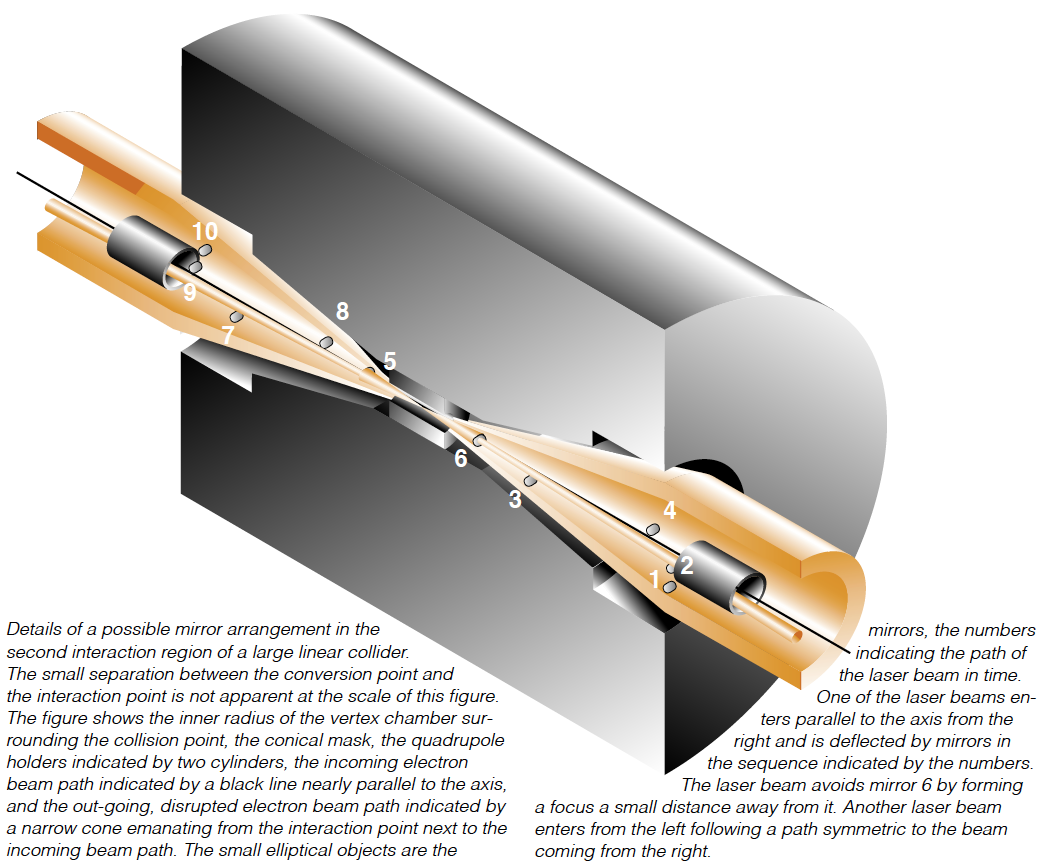 10
9
8
7
5
6
3
4
2
1
Details of a possible mirror arrangement in the
second interaction region of a large linear collider.
The small separation between the conversion point and
the interaction point is not apparent at the scale of this figure.
The figure shows the inner radius of the vertex chamber sur-
rounding the collision point, the conical mask, the quadrupole
holders indicated by two cylinders, the incoming electron
beam path indicated by a black line nearly parallel to the axis,
and the out-going, disrupted electron beam path indicated by
a narrow cone emanating from the interaction point next to the
incoming beam path. The small elliptical objects are the
mirrors, the numbers
indicating the path of
the laser beam in time.
One of the laser beams en-
ters parallel to the axis from the
right and is deflected by mirrors in
the sequence indicated by the numbers.
The laser beam avoids mirror 6 by forming
a focus a small distance away from it. Another laser beam
enters from the left following a path symmetric to the beam
coming from the right.